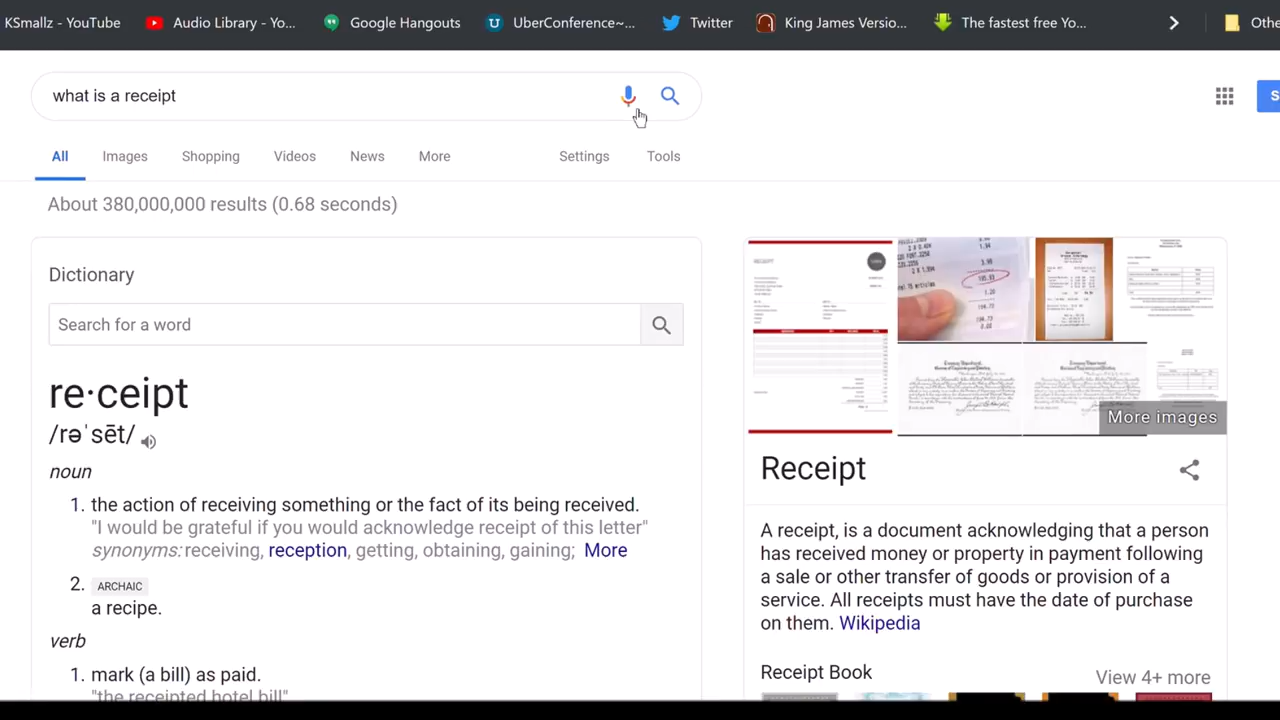 KSmallz - YouTube Audio Library - Yo... Google Hangouts UberConference~... Twitter King James Versio... The fastest free Yo... Othe
what is a receipt
S
All Images Shopping Videos News More Settings Tools
About 380,000,000 results (0.68 seconds)
Dictionary
Search for a word
re·ceipt
/rəˈsēt/
noun
1. the action of receiving something or the fact of its being received.
"I would be grateful if you would acknowledge receipt of this letter"
synonyms: receiving, reception, getting, obtaining, gaining; More
2. ARCHAIC
a recipe.
verb
1. mark (a bill) as paid.
"the receipted hotel bill"
More images
Receipt
A receipt, is a document acknowledging that a person
has received money or property in payment following
a sale or other transfer of goods or provision of a
service. All receipts must have the date of purchase
on them. Wikipedia
Receipt Book View 4+ more